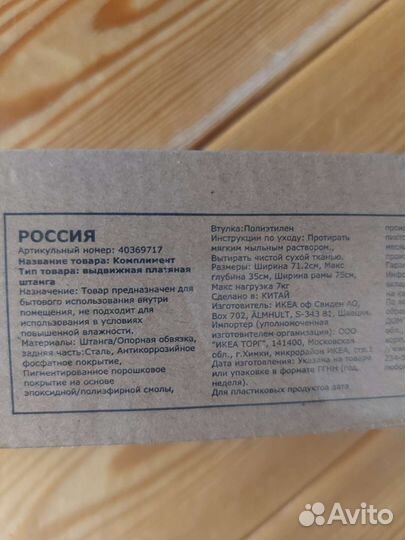 РОССИЯ
Артикульный номер: 40369717
Название товара: Комплимент
Тип товара: выдвижная платяная
штанга
Назначение: Товар предназначен для
бытового использования внутри
помещения, не подходит для
использования в условиях
повышенной влажности.
Материалы: Штанга/Опорная обвязка,
задняя часть:Сталь, Антикоррозийное
фосфатное покрытие,
Пигментированное порошковое
покрытие на основе
эпоксидной/полиэфирной смолы,
Втулка:Полиэтилен
Инструкции по уходу: Протирать
мягким мыльным раствором.,
Вытирать чистой сухой тканью.
Размеры: Ширина 71.2см, Макс
глубина 35см, Ширина рамы 75см,
Макс нагрузка 7кг
Сделано в: КИТАЙ
Изготовитель: ИКЕА оф Свиден АО,
Box 702, ÄLMHULT, S-343 81, Швеция.
Импортер (уполномоченная
изготовителем организация): ООО
"ИКЕА ТОРГ", 141400, Московская
обл., г.Химки, микрорайон ИКЕА,
Дата изготовления: Указана на товаре
или упаковке в формате ГГНН (год,
неделя).
Для пластиковых продуктов дата
Avito